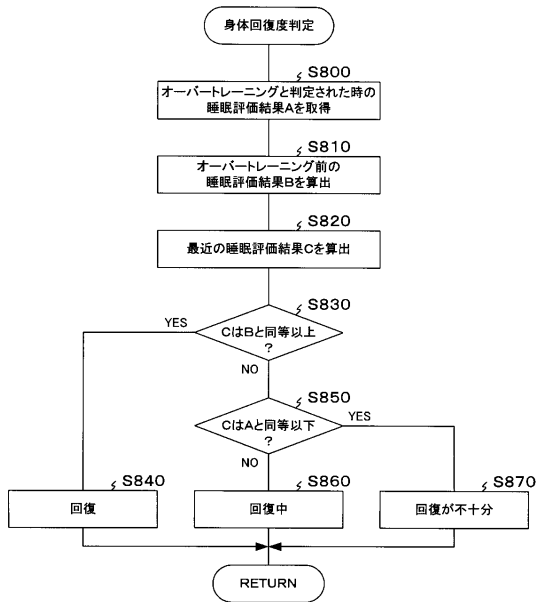 身体回復度判定
S800
オーバートレーニングと判定された時の
睡眠評価結果Aを取得
S810
オーバートレーニング前の
睡眠評価結果Bを算出
S820
最近の睡眠評価結果Cを算出
S830
YES
CはBと同等以上
?
NO
S850
YES
CはAと同等以下
?
NO
S840
S860
S870
回復
回復中
回復が不十分
RETURN